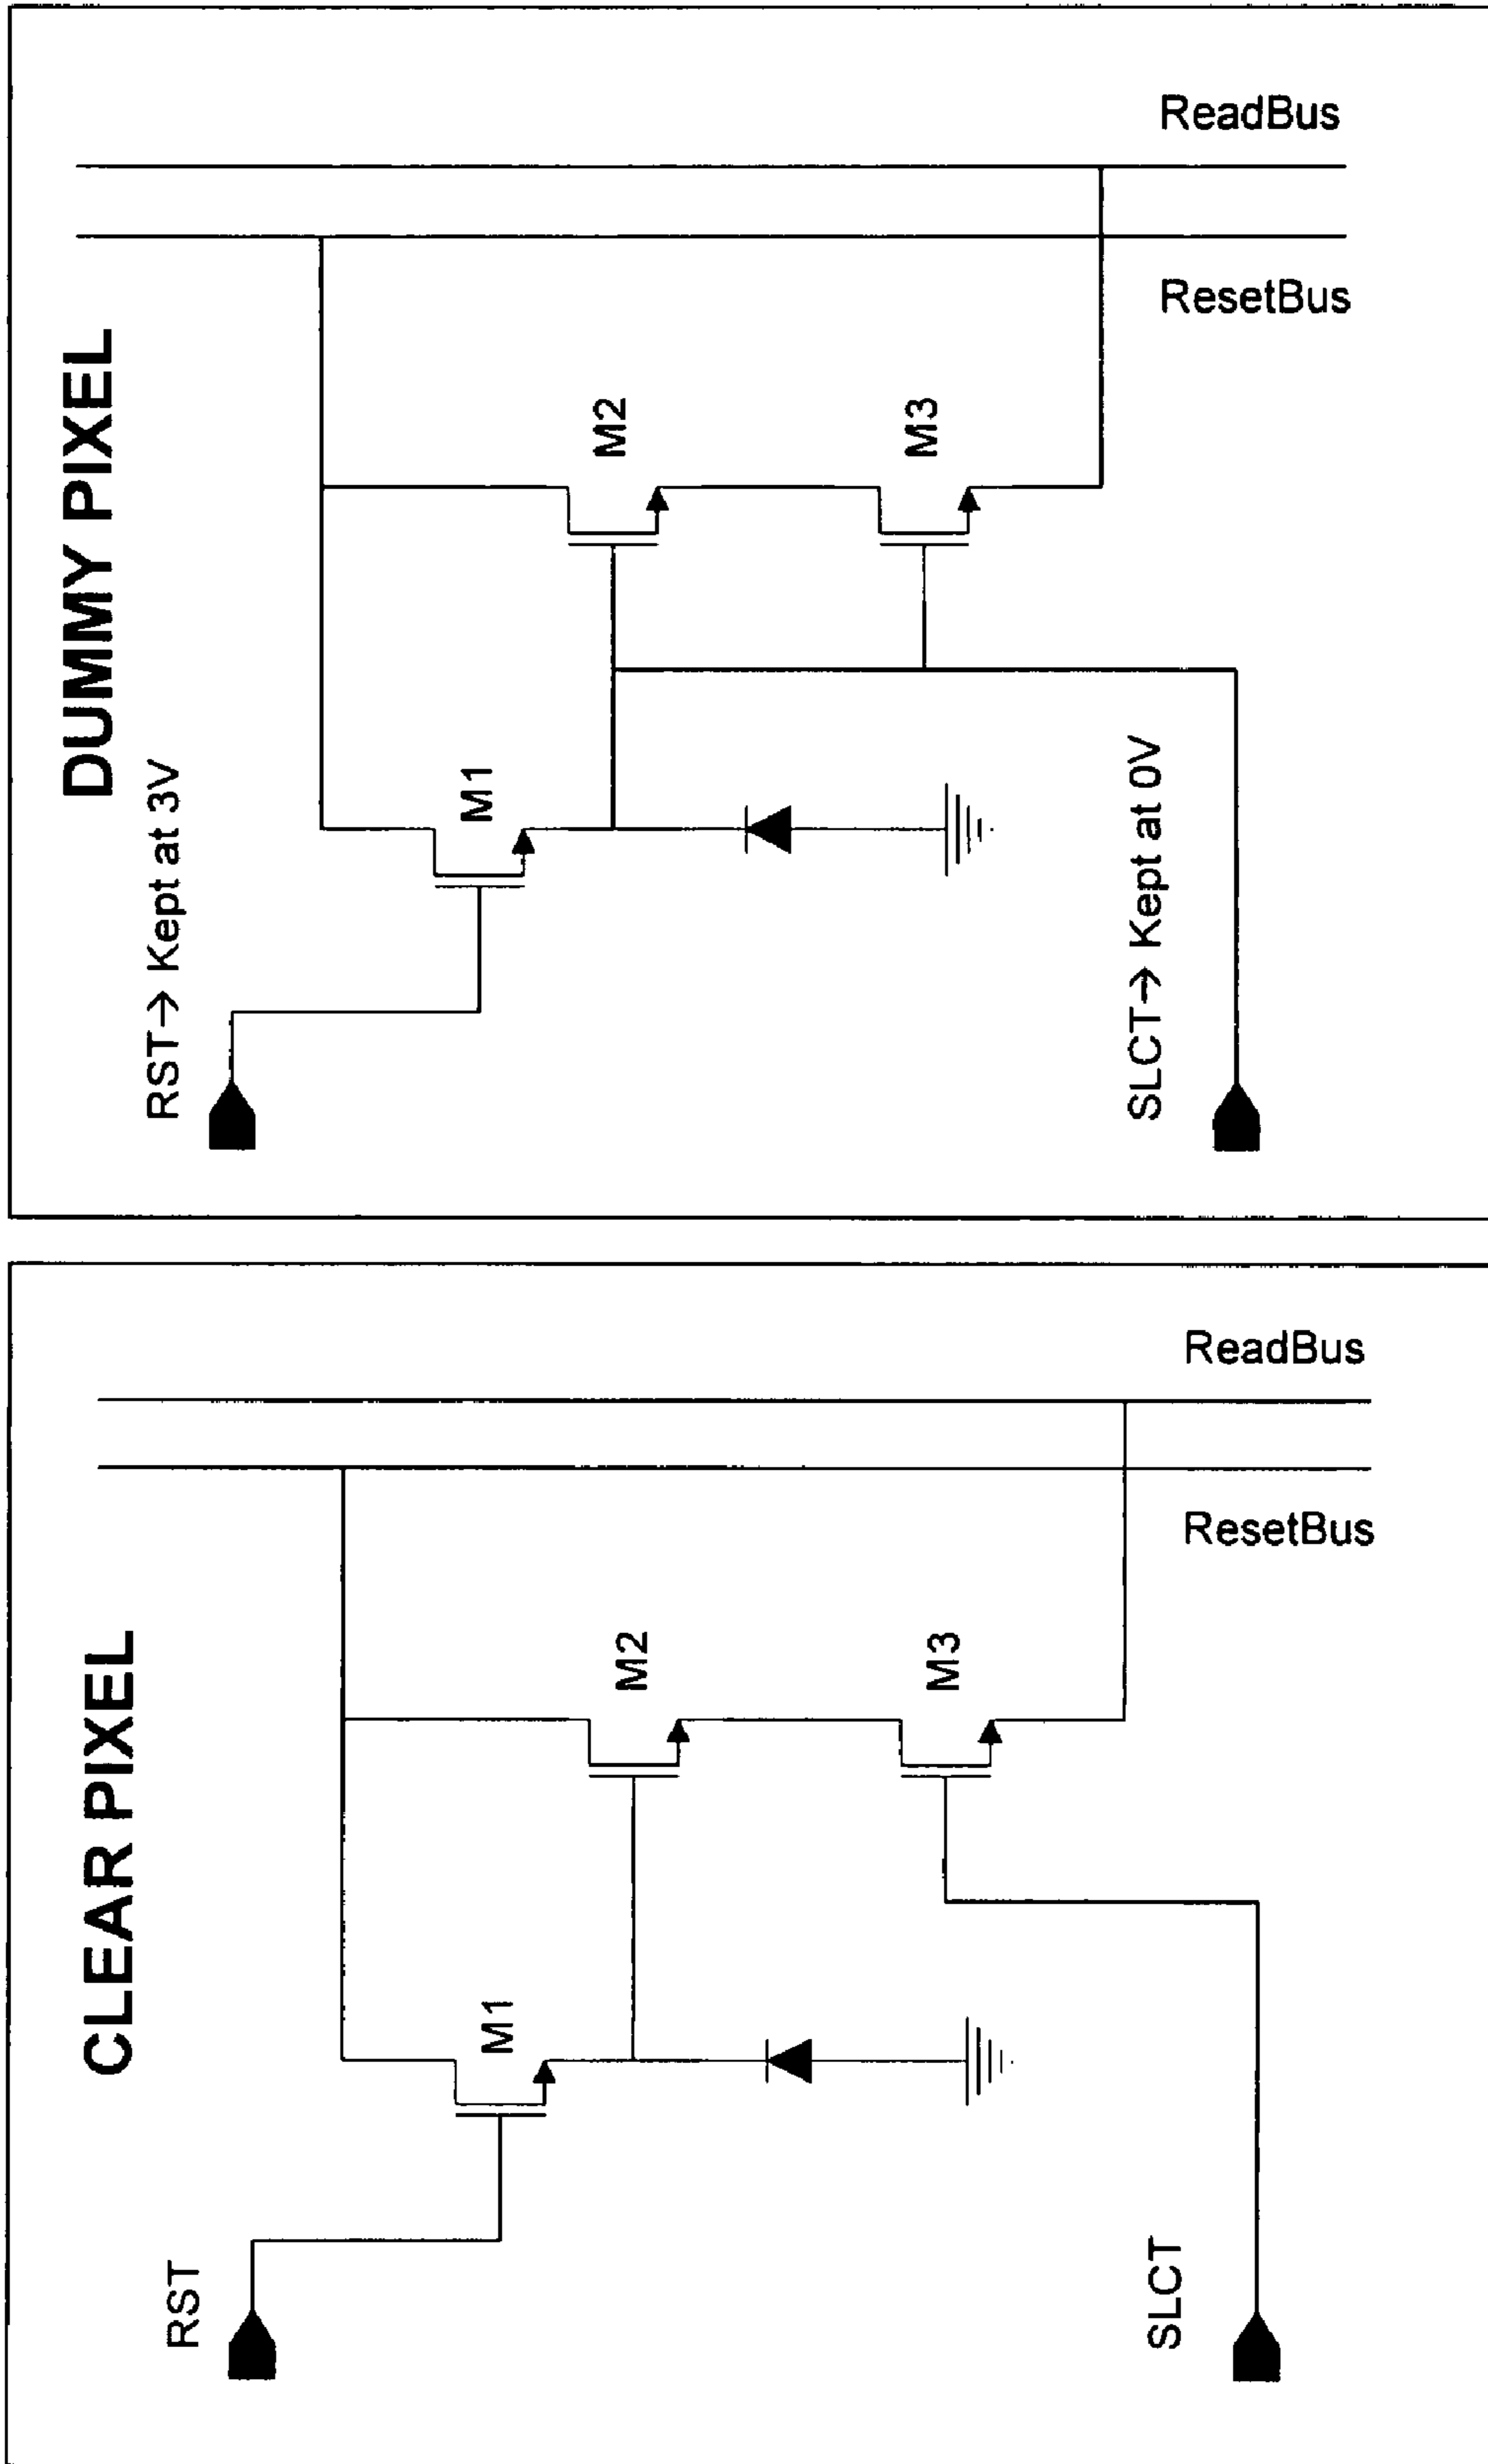 DUMMY PIXEL
RST→ Kept at 3V
M1
M2
M3
SLCT→ Kept at 0V
ReadBus
ResetBus
CLEAR PIXEL
RST
M1
M2
M3
SLCT
ReadBus
ResetBus